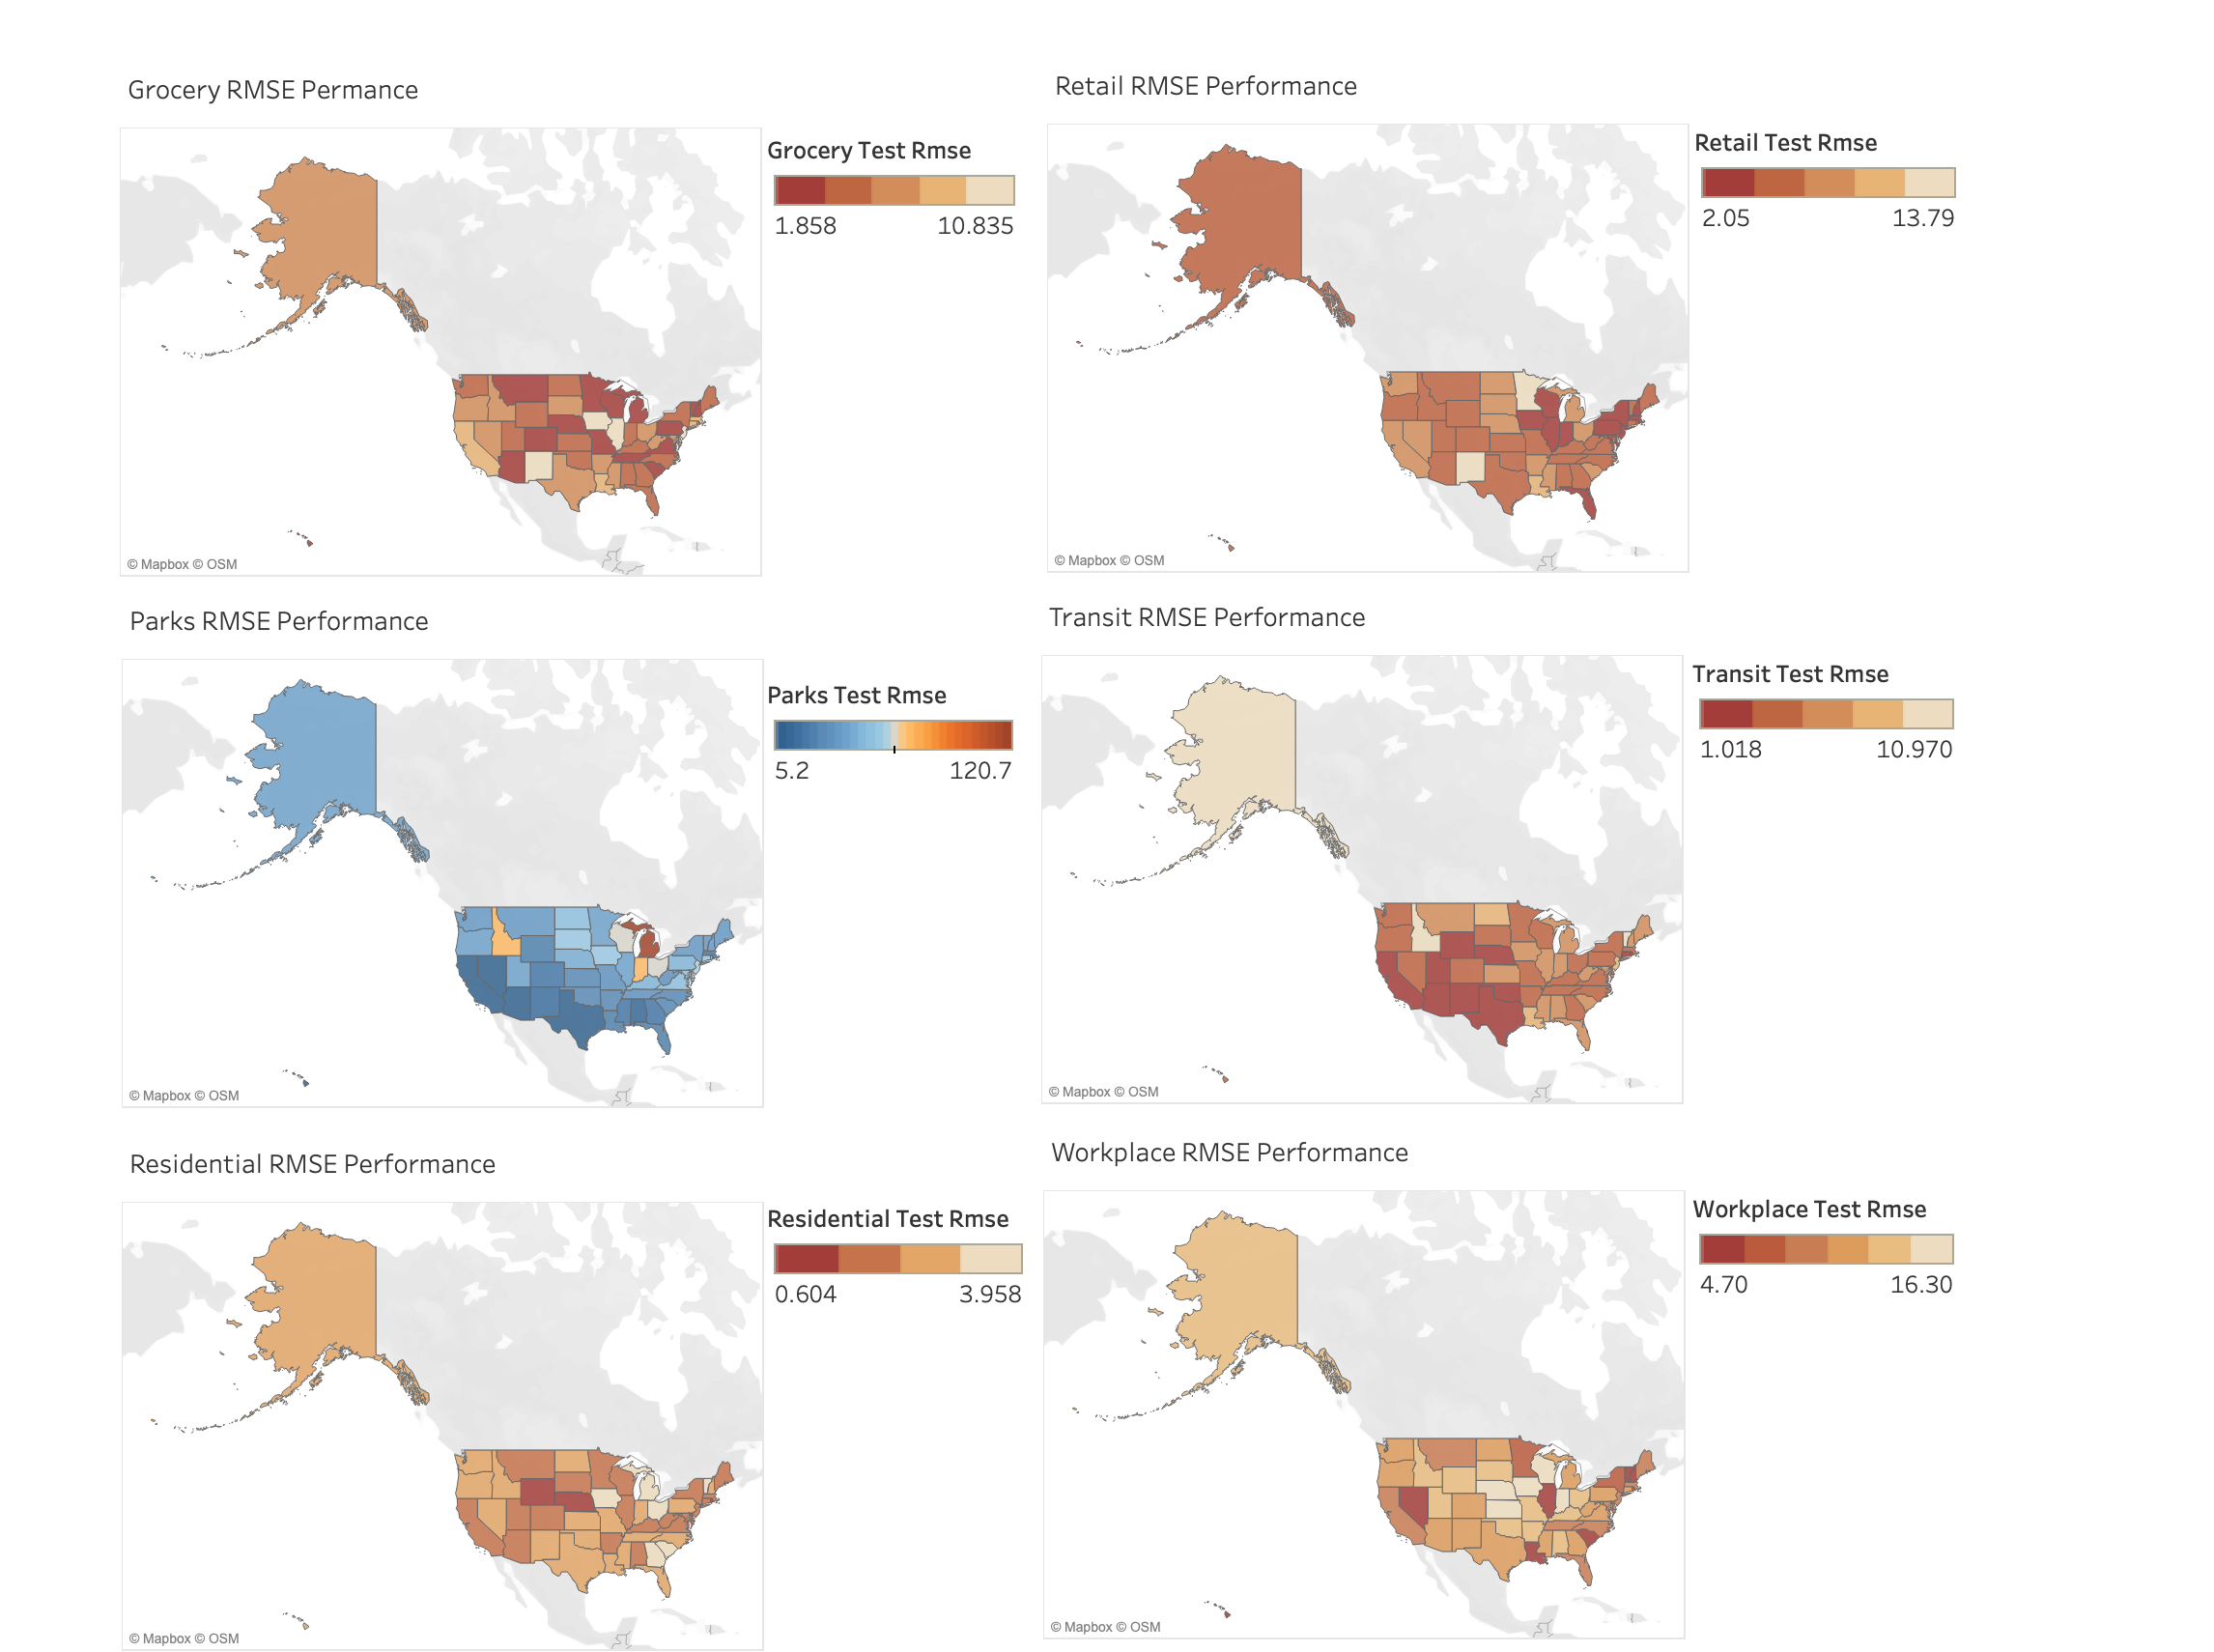 Grocery RMSE Permance
Grocery Test Rmse
1.858 10.835
© Mapbox © OSM
Retail RMSE Performance
Retail Test Rmse
2.05 13.79
© Mapbox © OSM
Parks RMSE Performance
Parks Test Rmse
5.2 120.7
© Mapbox © OSM
Transit RMSE Performance
Transit Test Rmse
1.018 10.970
© Mapbox © OSM
Residential RMSE Performance
Residential Test Rmse
0.604 3.958
© Mapbox © OSM
Workplace RMSE Performance
Workplace Test Rmse
4.70 16.30
© Mapbox © OSM